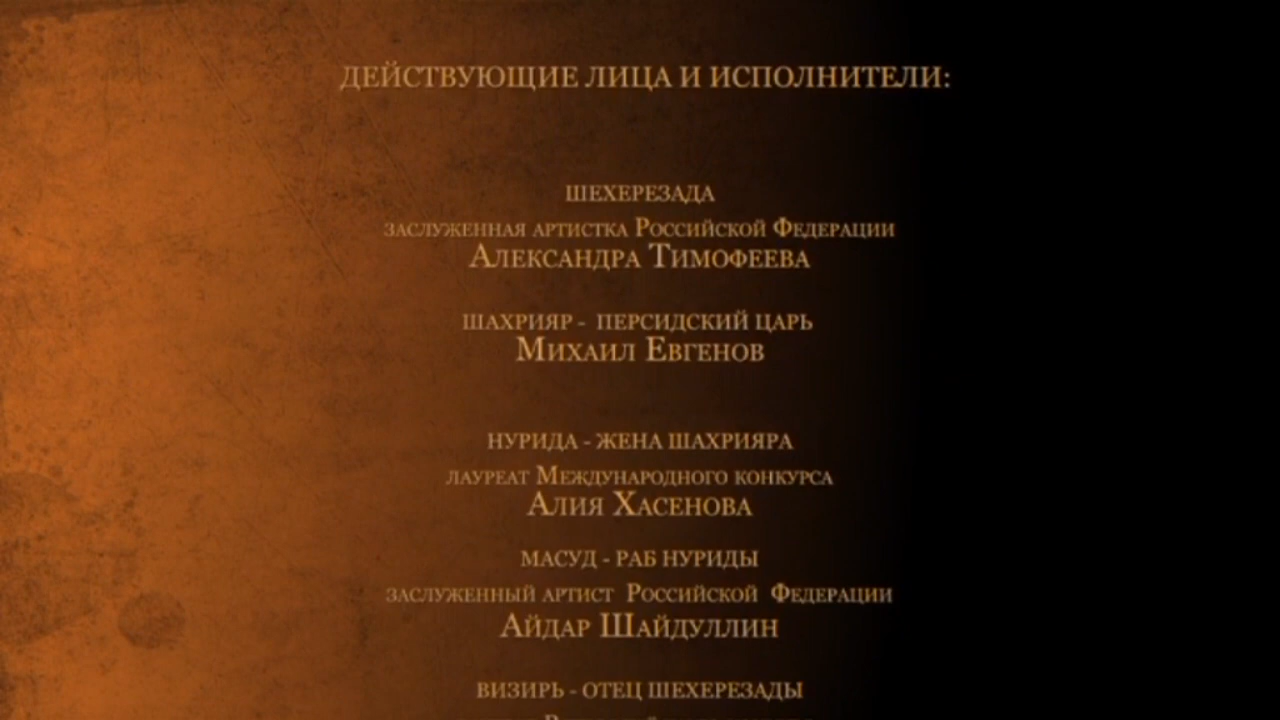 ДЕЙСТВУЮЩИЕ ЛИЦА И ИСПОЛНИТЕЛИ:
ШЕХЕРЕЗАДА
ЗАСЛУЖЕННАЯ АРТИСТКА РОССИЙСКОЙ ФЕДЕРАЦИИ
АЛЕКСАНДРА ТИМОФЕЕВА
ШАХРИЯР - ПЕРСИДСКИЙ ЦАРЬ
МИХАИЛ ЕВГЕНОВ
НУРИДА - ЖЕНА ШАХРИЯРА
ЛАУРЕАТ МЕЖДУНАРОДНОГО КОНКУРСА
АЛИЯ ХАСЕНОВА
МАСУД - РАБ НУРИДЫ
ЗАСЛУЖЕННЫЙ АРТИСТ РОССИЙСКОЙ ФЕДЕРАЦИИ
АЙДАР ШАЙДУЛЛИН
ВИЗИРЬ - ОТЕЦ ШЕХЕРЕЗАДЫ